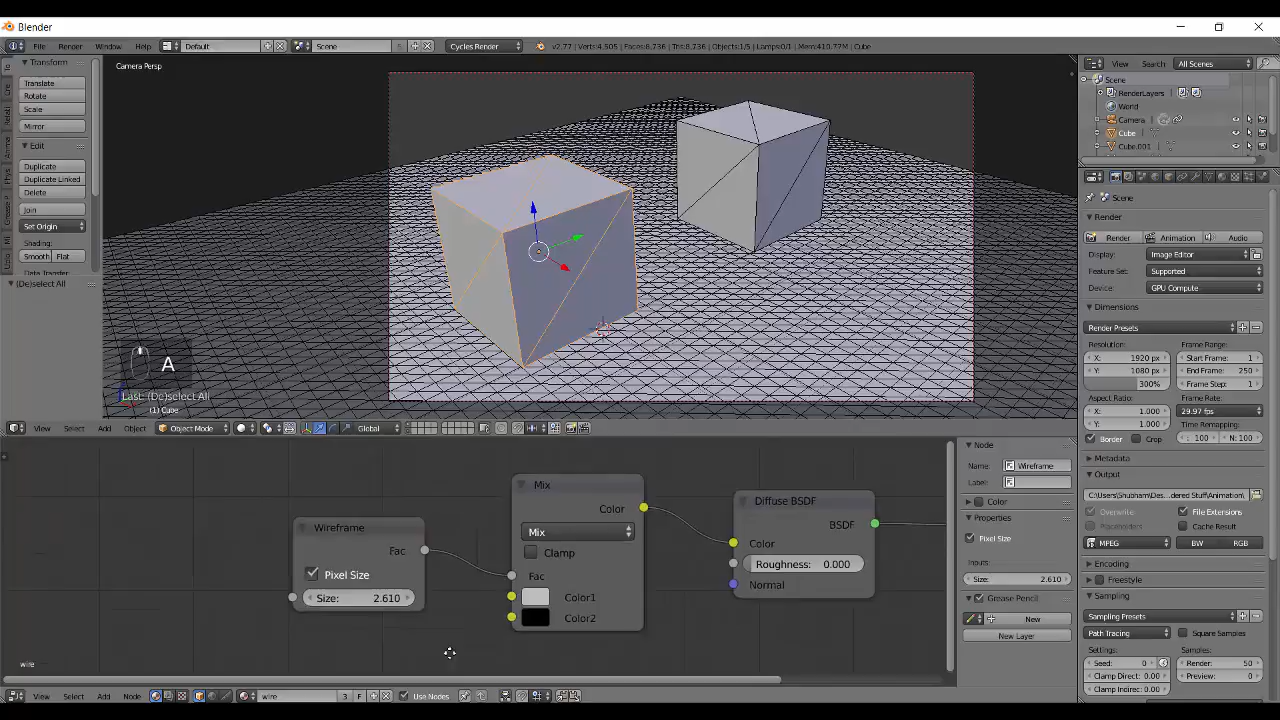 Blender
File Render Window Help Default Scene Cycles Render v2.77 | Verts:4,505 | Faces:8,736 | Tris:8,736 | Objects:1/5 | Lamps:0/1 | Mem:410.77M | Cube
Transform
Translate
Rotate
Scale
Mirror
Edit
Duplicate
Duplicate Linked
Delete
Join
Set Origin
Shading:
Smooth Flat
Data Transfer:
(De)select All
Camera Persp
A
Last: (De)select All
(1) Cube
View Select Add Object Object Mode Global
View Search All Scenes
Scene
RenderLayers
World
Camera
Cube
Cube.001
Scene
Render
Render Animation Audio
Display: Image Editor
Feature Set: Supported
Device: GPU Compute
Dimensions
Render Presets
Resolution: Frame Range:
X: 1920 px Start Frame: 1
Y: 1080 px End Frame: 250
300% Frame Step: 1
Aspect Ratio: Frame Rate:
X: 1.000 29.97 fps
Y: 1.000 Time Remapping:
Border Crop : 100 N: 100
Metadata
Output
C:\Users\Shubham\Des...dered Stuff\Animation\
Overwrite File Extensions
Placeholders Cache Result
MPEG BW RGB
Encoding
Freestyle
Sampling
Sampling Presets
Path Tracing Square Samples
Settings: Samples:
Seed: 0 Render: 50
Clamp Direct: 0.00 Preview: 0
Clamp Indirect: 0.00
Wireframe
Fac
Pixel Size
Size: 2.610
Mix
Color
Mix
Clamp
Fac
Color1
Color2
Diffuse BSDF
BSDF
Color
Roughness: 0.000
Normal
Node
Name: Wireframe
Label:
Color
Properties
Pixel Size
Inputs:
Size: 2.610
Grease Pencil
New
New Layer
wire
View Select Add Node wire 3 F Use Nodes